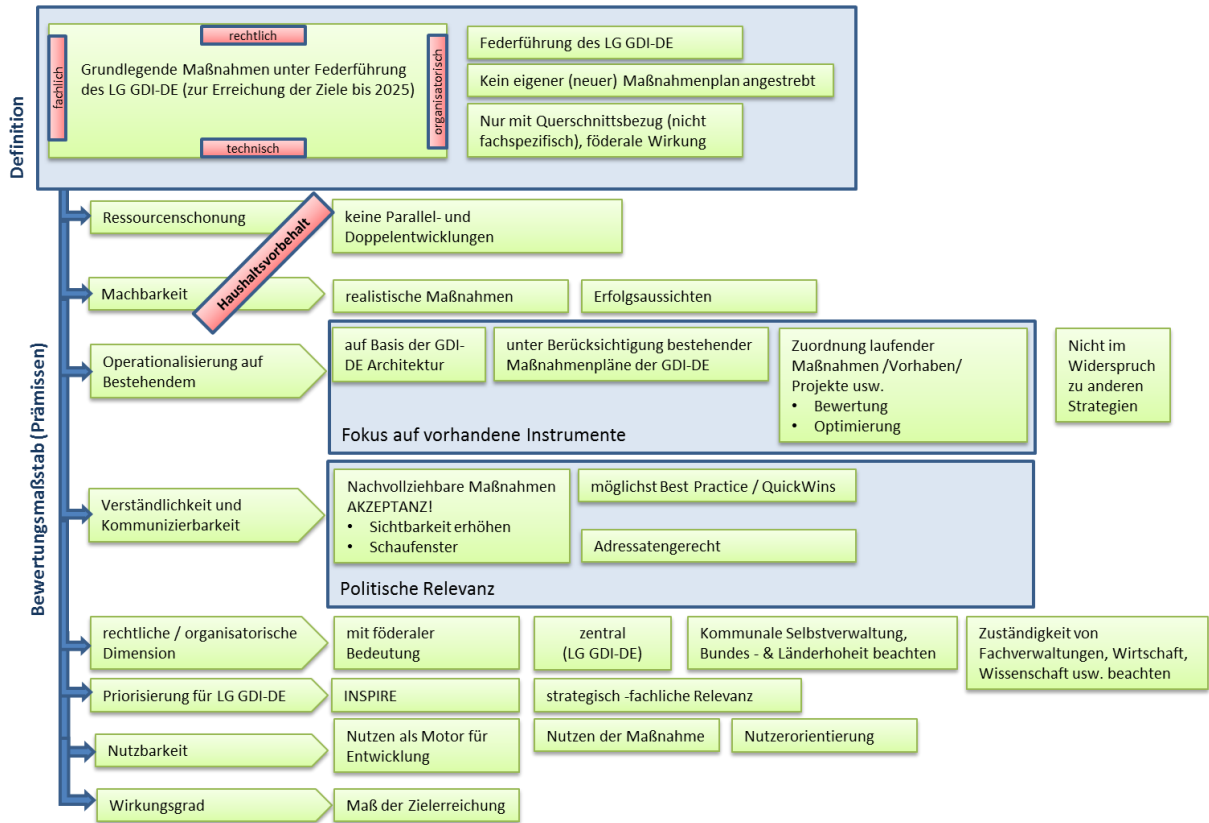 Definition
rechtlich
fachlich
Grundlegende Maßnahmen unter Federführung
des LG GDI-DE (zur Erreichung der Ziele bis 2025)
organisatorisch
technisch
Federführung des LG GDI-DE
Kein eigener (neuer) Maßnahmenplan angestrebt
Nur mit Querschnittsbezug (nicht
fachspezifisch), föderale Wirkung
Bewertungsmaßstab (Prämissen)
Ressourcenschonung
Haushaltsvorbehalt
keine Parallel- und
Doppelentwicklungen
Machbarkeit
realistische Maßnahmen
Erfolgsaussichten
Operationalisierung auf
Bestehendem
auf Basis der GDI-
DE Architektur
unter Berücksichtigung bestehender
Maßnahmenpläne der GDI-DE
Zuordnung laufender
Maßnahmen /Vorhaben/
Projekte usw.
• Bewertung
• Optimierung
Fokus auf vorhandene Instrumente
Nicht im
Widerspruch
zu anderen
Strategien
Verständlichkeit und
Kommunizierbarkeit
Nachvollziehbare Maßnahmen
AKZEPTANZ!
• Sichtbarkeit erhöhen
• Schaufenster
möglichst Best Practice / QuickWins
Adressatengerecht
Politische Relevanz
rechtliche / organisatorische
Dimension
mit föderaler
Bedeutung
zentral
(LG GDI-DE)
Kommunale Selbstverwaltung,
Bundes - & Länderhoheit beachten
Zuständigkeit von
Fachverwaltungen, Wirtschaft,
Wissenschaft usw. beachten
Priorisierung für LG GDI-DE
INSPIRE
strategisch -fachliche Relevanz
Nutzbarkeit
Nutzen als Motor für
Entwicklung
Nutzen der Maßnahme
Nutzerorientierung
Wirkungsgrad
Maß der Zielerreichung